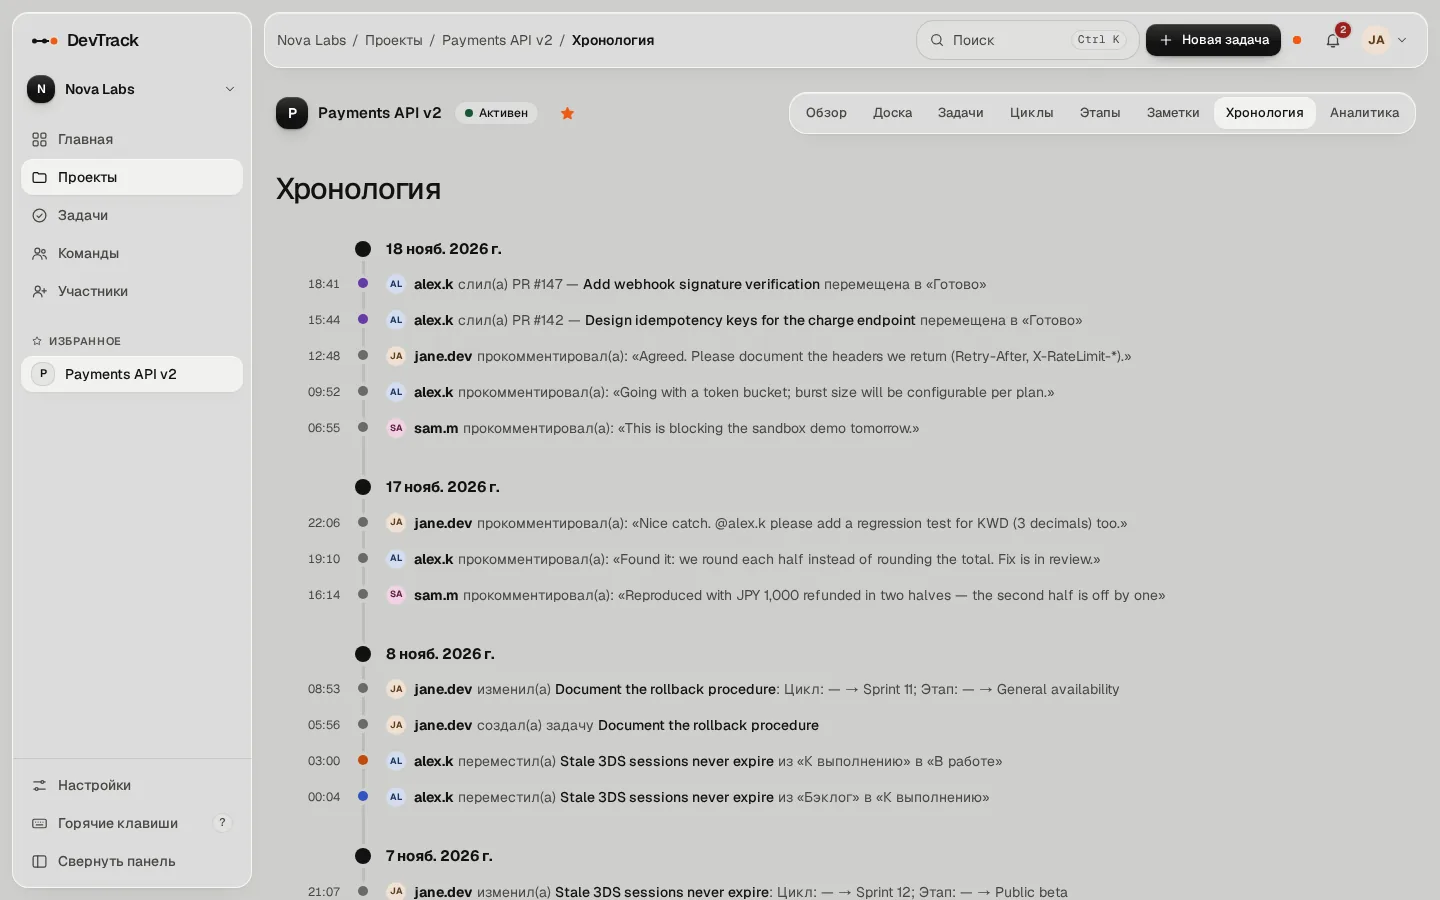 DevTrack
N Nova Labs
Главная
Проекты
Задачи
Команды
Участники
ИЗБРАННОЕ
P Payments API v2
Настройки
Горячие клавиши ?
Свернуть панель
Nova Labs / Проекты / Payments API v2 / Хронология
Поиск Ctrl K
Новая задача
2
JA
P Payments API v2 Активен
Обзор Доска Задачи Циклы Этапы Заметки Хронология Аналитика
Хронология
18 нояб. 2026 г.
18:41 AL alex.k слил(а) PR #147 — Add webhook signature verification перемещена в «Готово»
15:44 AL alex.k слил(а) PR #142 — Design idempotency keys for the charge endpoint перемещена в «Готово»
12:48 JA jane.dev прокомментировал(а): «Agreed. Please document the headers we return (Retry-After, X-RateLimit-*).»
09:52 AL alex.k прокомментировал(а): «Going with a token bucket; burst size will be configurable per plan.»
06:55 SA sam.m прокомментировал(а): «This is blocking the sandbox demo tomorrow.»
17 нояб. 2026 г.
22:06 JA jane.dev прокомментировал(а): «Nice catch. @alex.k please add a regression test for KWD (3 decimals) too.»
19:10 AL alex.k прокомментировал(а): «Found it: we round each half instead of rounding the total. Fix is in review.»
16:14 SA sam.m прокомментировал(а): «Reproduced with JPY 1,000 refunded in two halves — the second half is off by one»
8 нояб. 2026 г.
08:53 JA jane.dev изменил(а) Document the rollback procedure: Цикл: — → Sprint 11; Этап: — → General availability
05:56 JA jane.dev создал(а) задачу Document the rollback procedure
03:00 AL alex.k переместил(а) Stale 3DS sessions never expire из «К выполнению» в «В работе»
00:04 AL alex.k переместил(а) Stale 3DS sessions never expire из «Бэклог» в «К выполнению»
7 нояб. 2026 г.
21:07 JA jane.dev изменил(а) Stale 3DS sessions never expire: Цикл: — → Sprint 12; Этап: — → Public beta